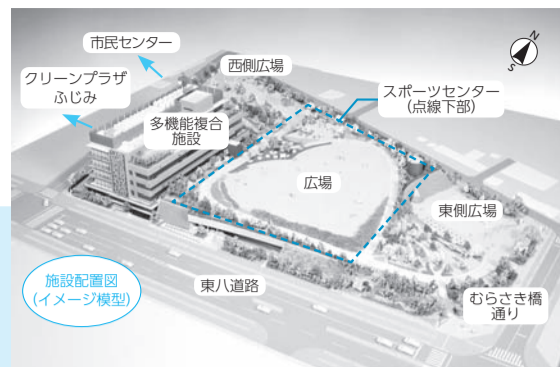 市民センター
クリーンプラザ
ふじみ
西側広場
スポーツセンター
(点線下部)
多機能複合
施設
広場
東側広場
施設配置図
(イメージ模型)
東八道路
むらさき橋
通り
N
S